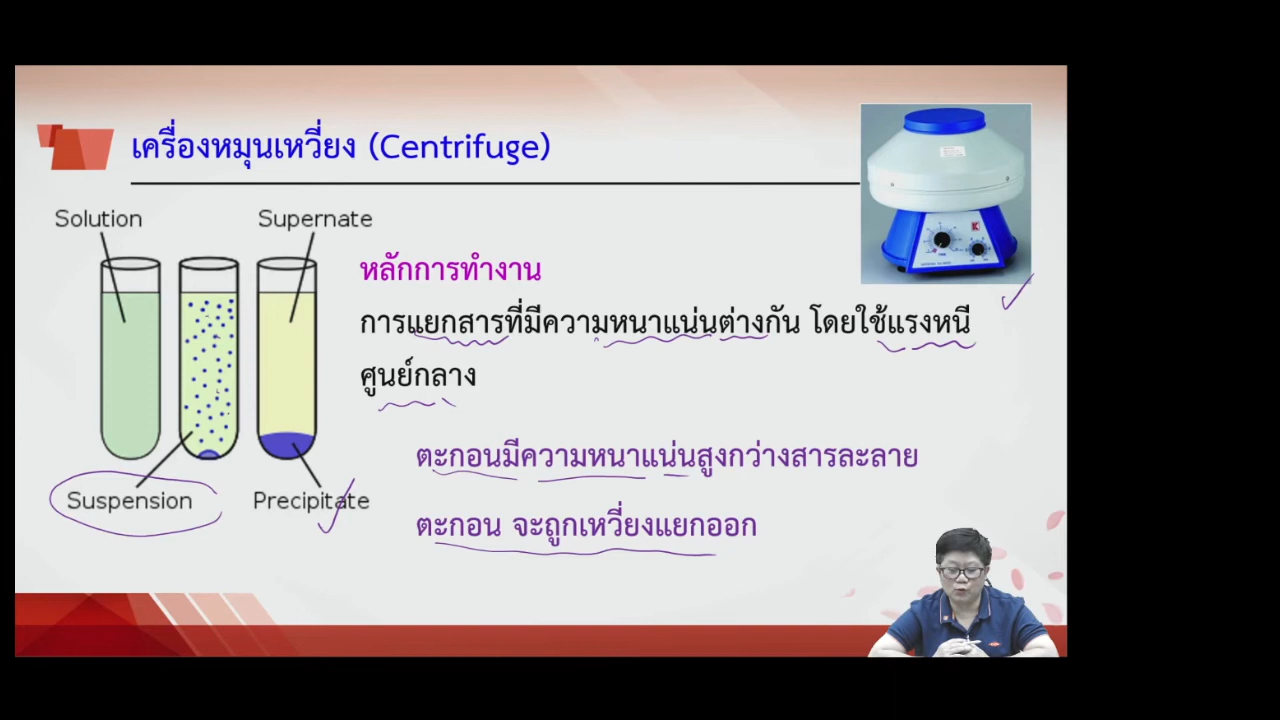 เครื่องหมุนเหวี่ยง (Centrifuge)
Solution
Supernate
หลักการทำงาน
การแยกสารที่มีความหนาแน่นต่างกัน โดยใช้แรงหนี
ศูนย์กลาง
ตะกอนมีความหนาแน่นสูงกว่างสารละลาย
Suspension
Precipitate
ตะกอน จะถูกเหวี่ยงแยกออก